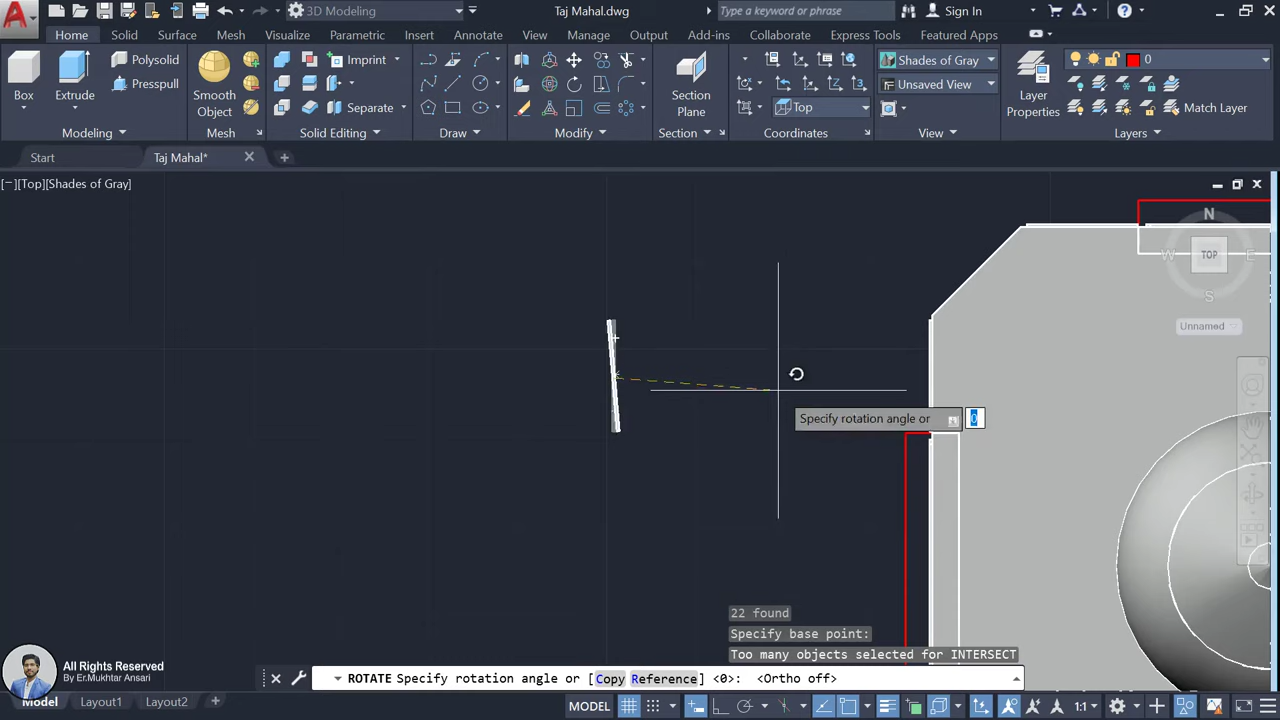 A 3D Modeling Taj Mahal.dwg Type a keyword or phrase Sign In
Home Solid Surface Mesh Visualize Parametric Insert Annotate View Manage Output Add-ins Collaborate Express Tools Featured Apps
Polysolid Imprint Shades of Gray 0
Presspull Unsaved View
Box Extrude Smooth Object Separate Section Plane Top Layer Properties Match Layer
Modeling Mesh Solid Editing Draw Modify Section Coordinates View Layers
Start Taj Mahal*
[−][Top][Shades of Gray]
N
W TOP E
S
Unnamed
Specify rotation angle or 0
22 found
Specify base point:
Too many objects selected for INTERSECT
All Rights Reserved
By Er.Mukhtar Ansari
ROTATE Specify rotation angle or [Copy Reference] <0>: <Ortho off>
Model Layout1 Layout2 MODEL 1:1